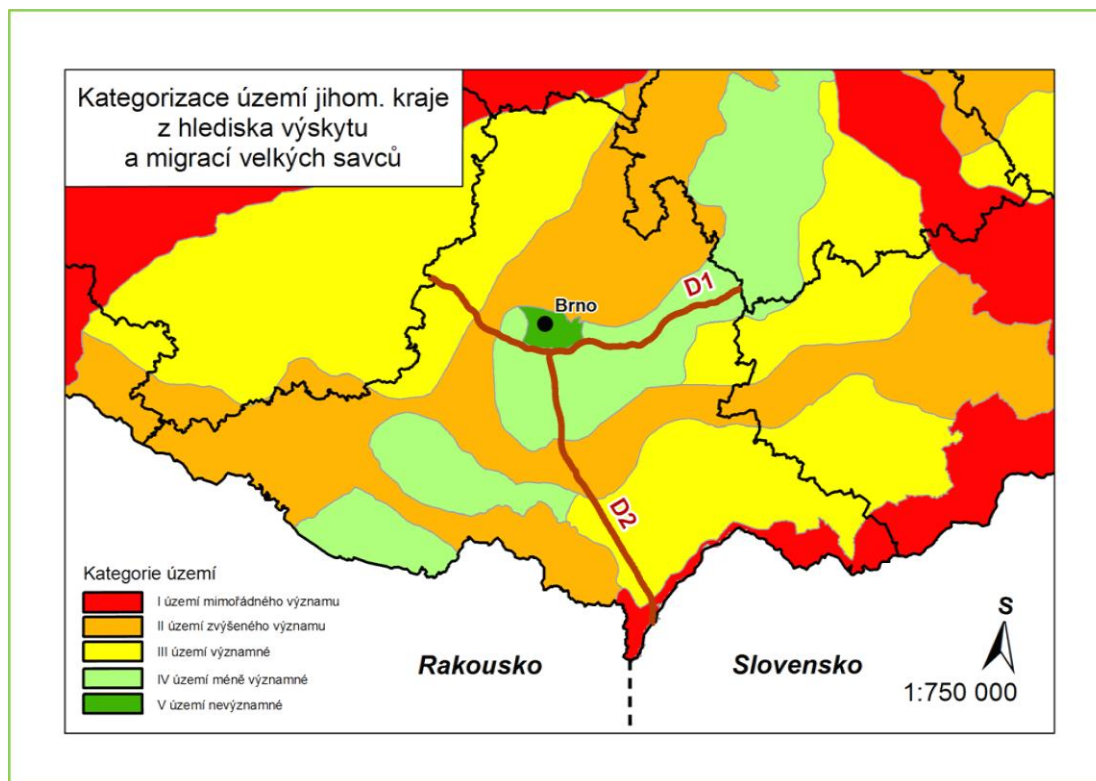 Kategorizace území jihom. kraje
z hlediska výskytu
a migrací velkých savců
D1
Brno
D2
Kategorie území
I území mimořádného významu
II území zvýšeného významu
III území významné
IV území méně významné
V území nevýznamné
Rakousko
Slovensko
S
1:750 000